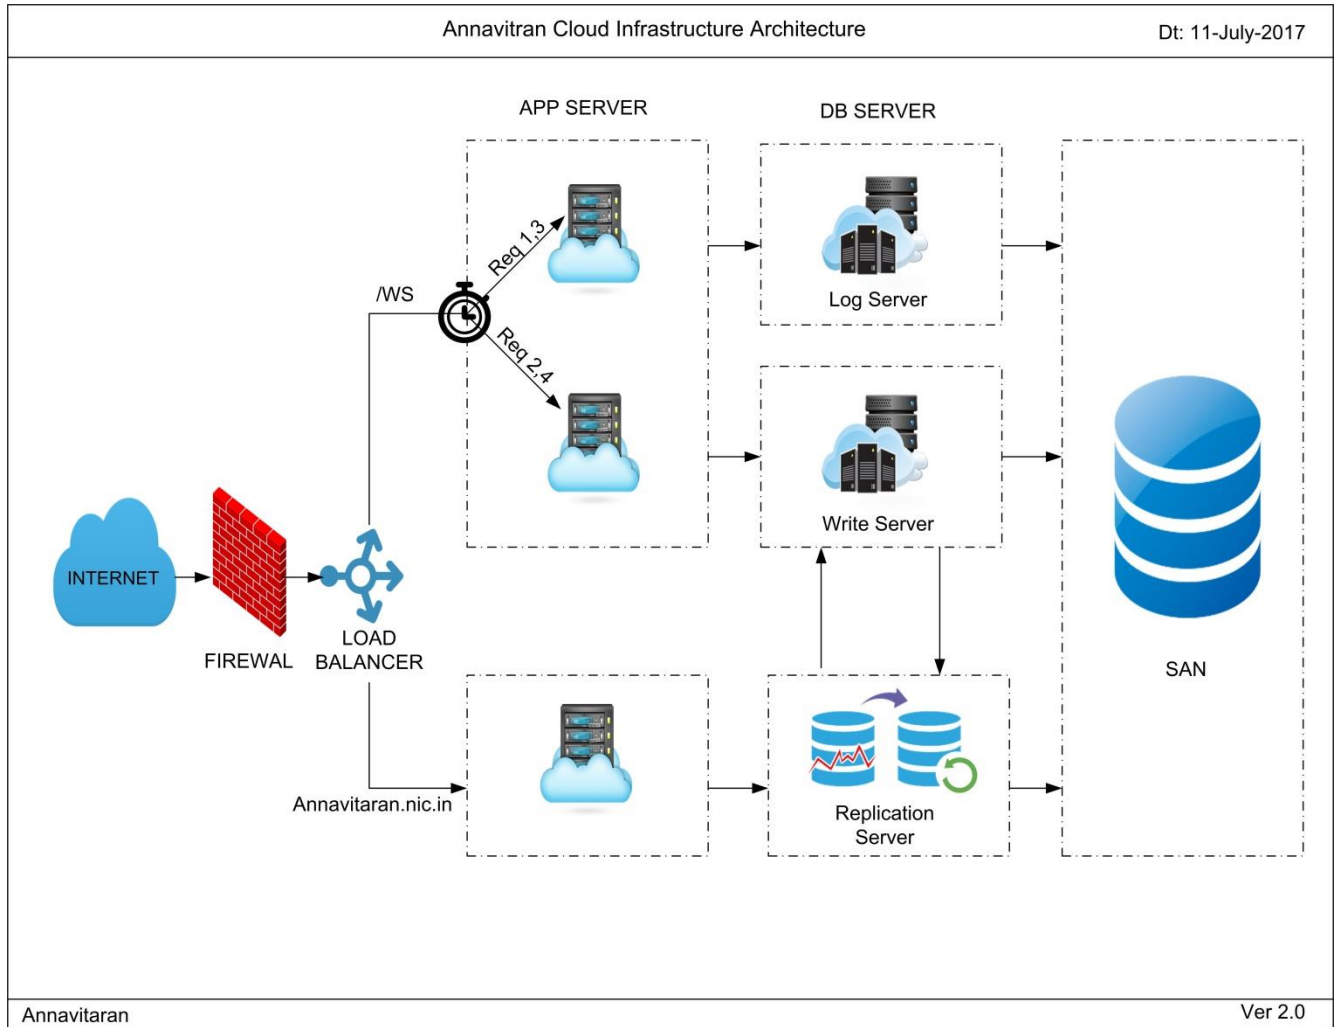 Annavitran Cloud Infrastructure Architecture
Dt: 11-July-2017
APP SERVER
DB SERVER
Req 1,3
/WS
Log Server
Req 2,4
Write Server
INTERNET
FIREWAL
LOAD
BALANCER
SAN
Annavitaran.nic.in
Replication
Server
Annavitaran
Ver 2.0